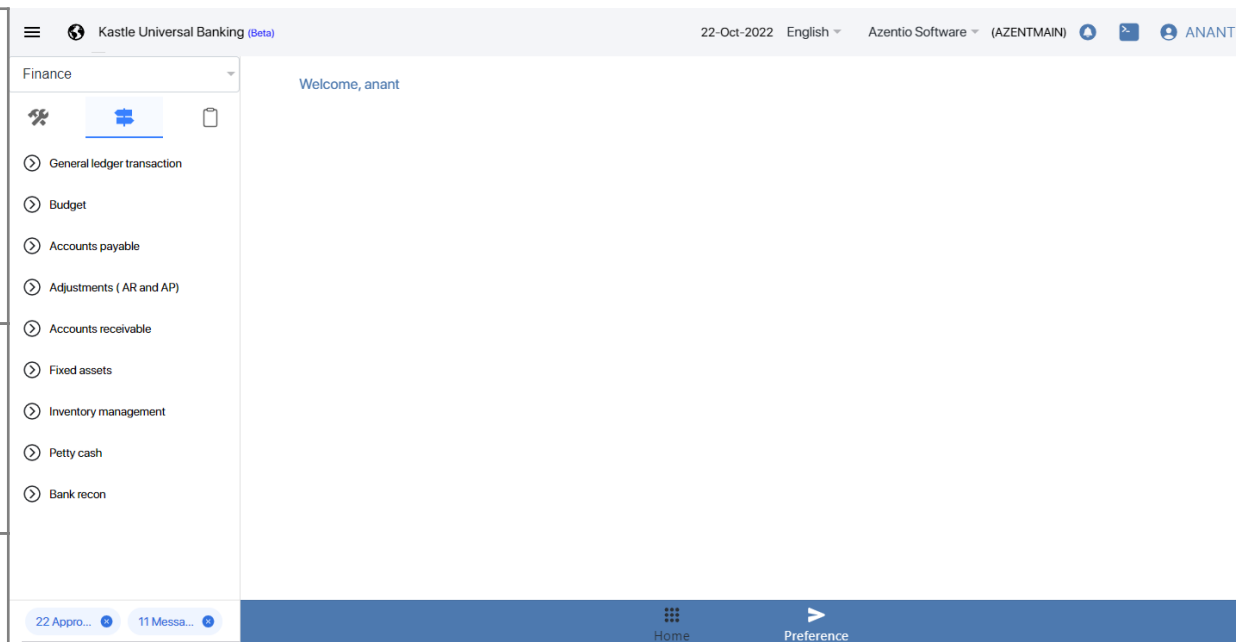 Kastle Universal Banking (Beta)
22-Oct-2022 English Azentio Software (AZENTMAIN) ANANT
Finance
Welcome, anant
General ledger transaction
Budget
Accounts payable
Adjustments ( AR and AP)
Accounts receivable
Fixed assets
Inventory management
Petty cash
Bank recon
22 Appro... 11 Messa...
Home
Preference